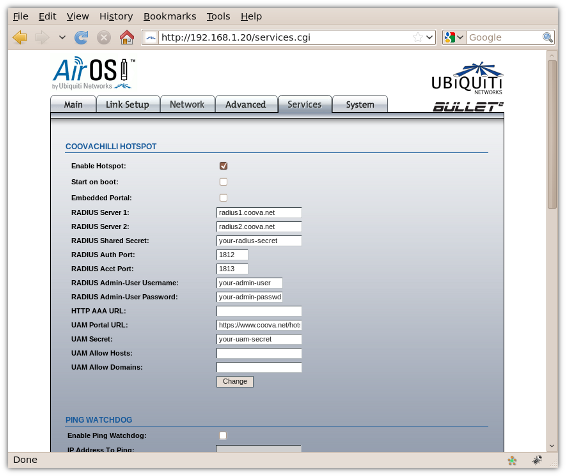 File Edit View History Bookmarks Tools Help
http://192.168.1.20/services.cgi Google
AirOS ™
by Ubiquiti Networks
UBiQUiTi
NETWORKS
Main Link Setup Network Advanced Services System
BULLET2
COOVACHILLI HOTSPOT
Enable Hotspot:
Start on boot:
Embedded Portal:
RADIUS Server 1: radius1.coova.net
RADIUS Server 2: radius2.coova.net
RADIUS Shared Secret: your-radius-secret
RADIUS Auth Port: 1812
RADIUS Acct Port: 1813
RADIUS Admin-User Username: your-admin-user
RADIUS Admin-User Password: your-admin-passwd
HTTP AAA URL:
UAM Portal URL: https://www.coova.net/hot
UAM Secret: your-uam-secret
UAM Allow Hosts:
UAM Allow Domains:
Change
PING WATCHDOG
Enable Ping Watchdog:
IP Address To Ping:
Done